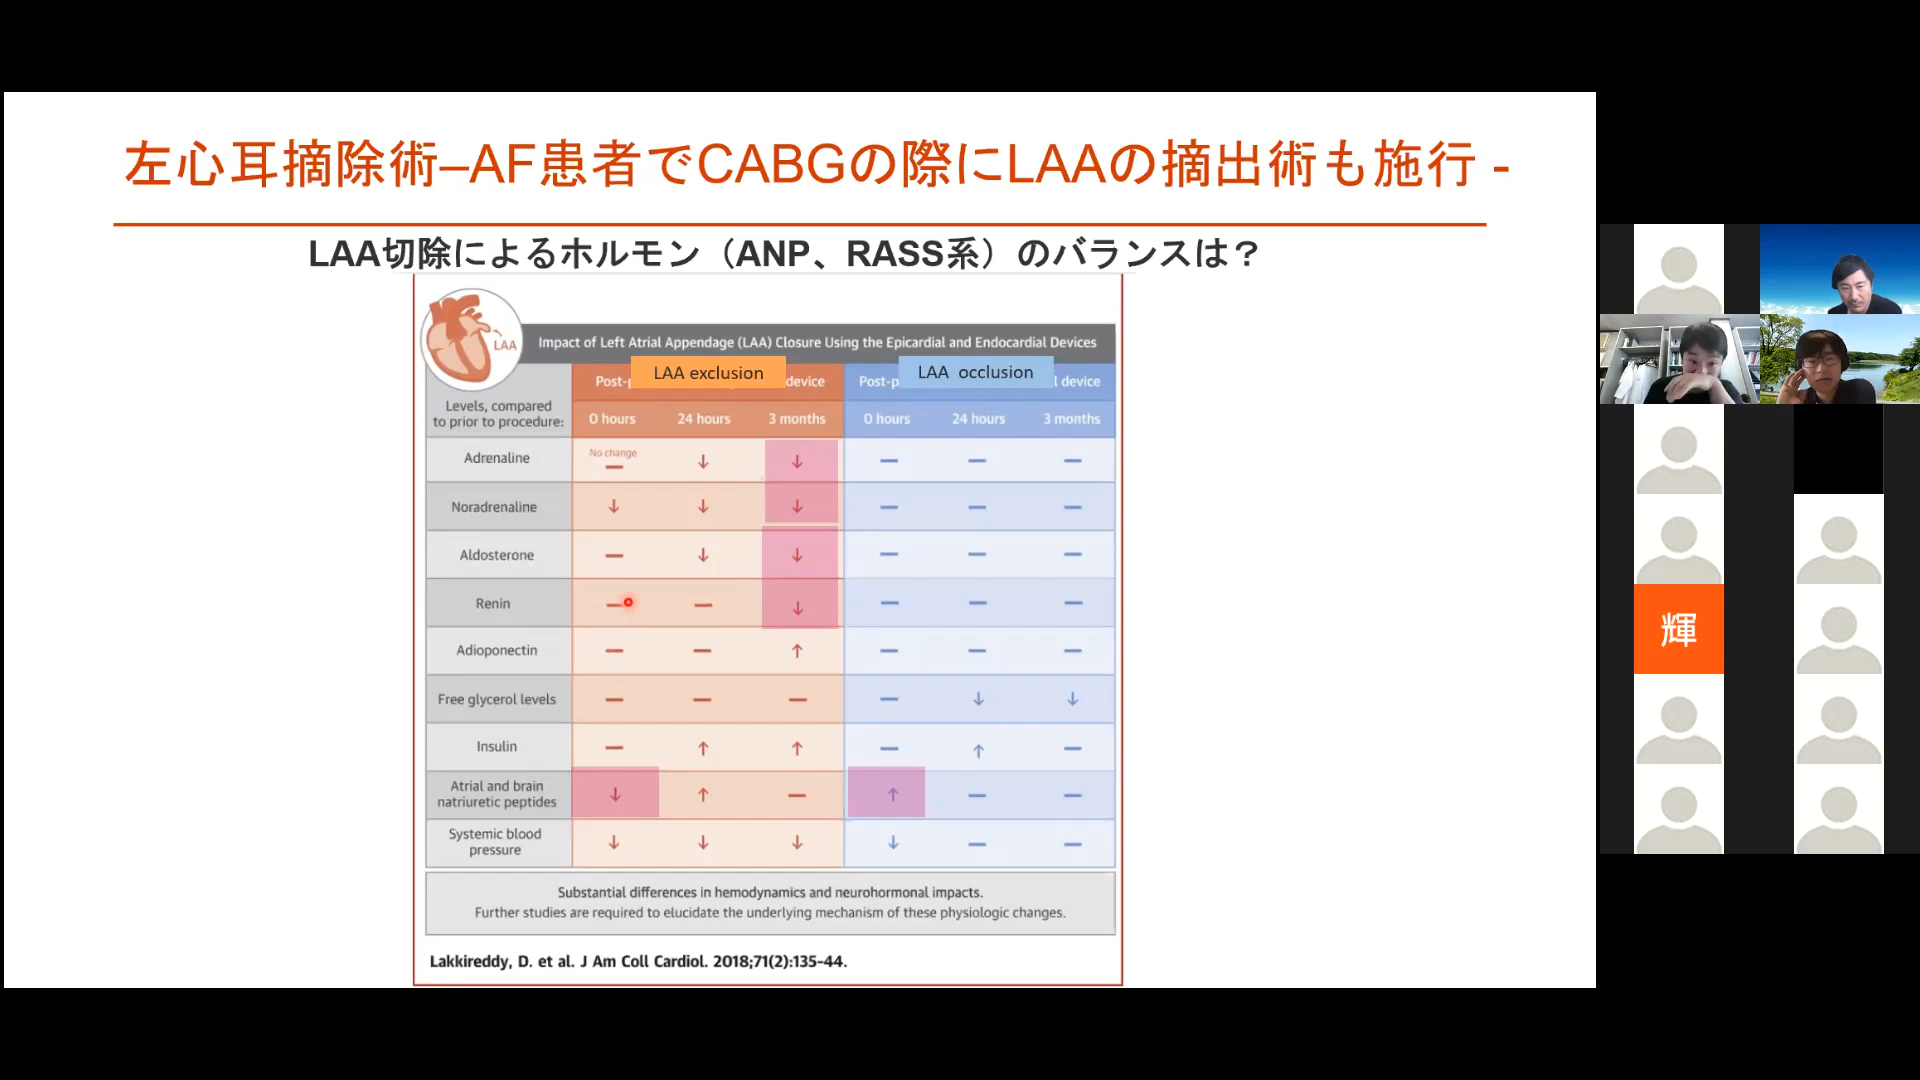 左心耳摘除術–AF患者でCABGの際にLAAの摘出術も施行 -
LAA切除によるホルモン（ANP、RASS系）のバランスは？
LAA
Impact of Left Atrial Appendage (LAA) Closure Using the Epicardial and Endocardial Devices
Post-p LAA exclusion device Post-p LAA occlusion l device
Levels, compared
to prior to procedure:
0 hours 24 hours 3 months 0 hours 24 hours 3 months
Adrenaline No change — ↓ ↓ — — —
Noradrenaline ↓ ↓ ↓ — — —
Aldosterone — ↓ ↓ — — —
Renin — — ↓ — — —
Adioponectin — — ↑ — — —
Free glycerol levels — — — — ↓ ↓
Insulin — ↑ ↑ — ↑ —
Atrial and brain
natriuretic peptides ↓ ↑ — ↑ — —
Systemic blood
pressure ↓ ↓ ↓ ↓ — —
Substantial differences in hemodynamics and neurohormonal impacts.
Further studies are required to elucidate the underlying mechanism of these physiologic changes.
Lakkireddy, D. et al. J Am Coll Cardiol. 2018;71(2):135-44.
輝